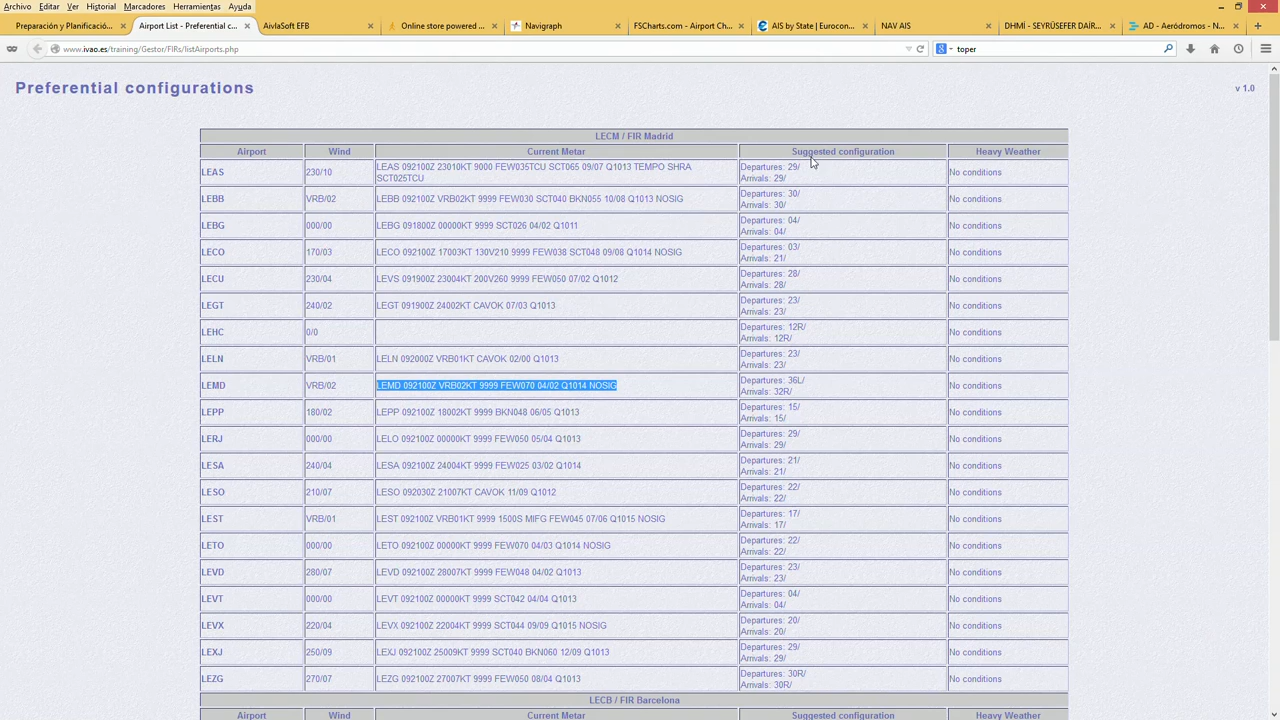 Archivo Editar Ver Historial Marcadores Herramientas Ayuda
Preparación y Planificació... × Airport List - Preferential c... × AivlaSoft EFB × Online store powered ... × Navigraph × FSCharts.com - Airport Ch... × AIS by State | Eurocon... × NAV AIS × DHMİ - SEYRÜSEFER DAİR... × AD - Aeródromos - N... ×
www.ivao.es/training/Gestor/FIRs/listAirports.php toper
Preferential configurations v 1.0
LECM / FIR Madrid
Airport Wind Current Metar Suggested configuration Heavy Weather
LEAS 230/10 LEAS 092100Z 23010KT 9000 FEW035TCU SCT065 09/07 Q1013 TEMPO SHRA Departures: 29/ No conditions
SCT025TCU Arrivals: 29/
LEBB VRB/02 LEBB 092100Z VRB02KT 9999 FEW030 SCT040 BKN055 10/08 Q1013 NOSIG Departures: 30/ No conditions
Arrivals: 30/
LEBG 000/00 LEBG 091800Z 00000KT 9999 SCT026 04/02 Q1011 Departures: 04/ No conditions
Arrivals: 04/
LECO 170/03 LECO 092100Z 17003KT 130V210 9999 FEW038 SCT048 09/08 Q1014 NOSIG Departures: 03/ No conditions
Arrivals: 21/
LECU 230/04 LEVS 091900Z 23004KT 200V260 9999 FEW050 07/02 Q1012 Departures: 28/ No conditions
Arrivals: 28/
LEGT 240/02 LEGT 091900Z 24002KT CAVOK 07/03 Q1013 Departures: 23/ No conditions
Arrivals: 23/
LEHC 0/0 Departures: 12R/ No conditions
Arrivals: 12R/
LELN VRB/01 LELN 092000Z VRB01KT CAVOK 02/00 Q1013 Departures: 23/ No conditions
Arrivals: 23/
LEMD VRB/02 LEMD 092100Z VRB02KT 9999 FEW070 04/02 Q1014 NOSIG Departures: 36L/ No conditions
Arrivals: 32R/
LEPP 180/02 LEPP 092100Z 18002KT 9999 BKN048 06/05 Q1013 Departures: 15/ No conditions
Arrivals: 15/
LERJ 000/00 LELO 092100Z 00000KT 9999 FEW050 05/04 Q1013 Departures: 29/ No conditions
Arrivals: 29/
LESA 240/04 LESA 092100Z 24004KT 9999 FEW025 03/02 Q1014 Departures: 21/ No conditions
Arrivals: 21/
LESO 210/07 LESO 092030Z 21007KT CAVOK 11/09 Q1012 Departures: 22/ No conditions
Arrivals: 22/
LEST VRB/01 LEST 092100Z VRB01KT 9999 1500S MIFG FEW045 07/06 Q1015 NOSIG Departures: 17/ No conditions
Arrivals: 17/
LETO 000/00 LETO 092100Z 00000KT 9999 FEW070 04/03 Q1014 NOSIG Departures: 22/ No conditions
Arrivals: 22/
LEVD 280/07 LEVD 092100Z 28007KT 9999 FEW048 04/02 Q1013 Departures: 23/ No conditions
Arrivals: 23/
LEVT 000/00 LEVT 092100Z 00000KT 9999 SCT042 04/04 Q1013 Departures: 04/ No conditions
Arrivals: 04/
LEVX 220/04 LEVX 092100Z 22004KT 9999 SCT044 09/09 Q1015 NOSIG Departures: 20/ No conditions
Arrivals: 20/
LEXJ 250/09 LEXJ 092100Z 25009KT 9999 SCT040 BKN060 12/09 Q1013 Departures: 29/ No conditions
Arrivals: 29/
LEZG 270/07 LEZG 092100Z 27007KT 9999 FEW050 08/04 Q1013 Departures: 30R/ No conditions
Arrivals: 30R/
LECB / FIR Barcelona
Airport Wind Current Metar Suggested configuration Heavy Weather